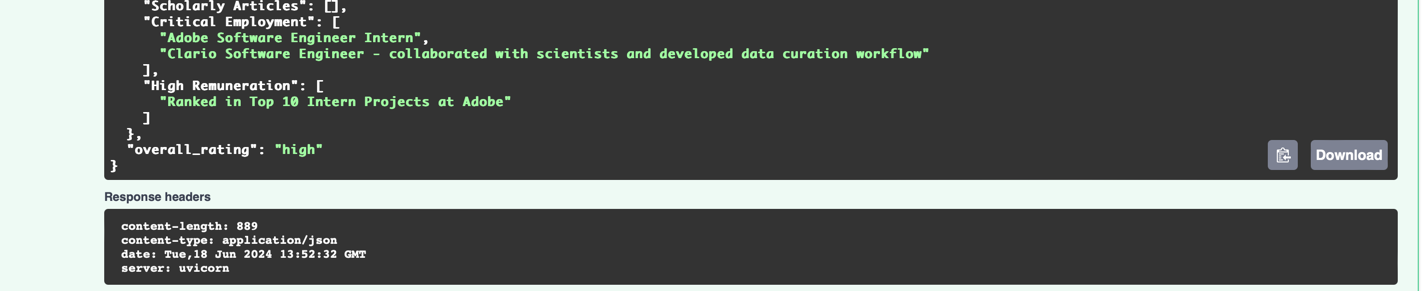 "Scholarly Articles": [],
"Critical Employment": [
"Adobe Software Engineer Intern",
"Clario Software Engineer - collaborated with scientists and developed data curation workflow"
],
"High Remuneration": [
"Ranked in Top 10 Intern Projects at Adobe"
]
},
"overall_rating": "high"
}
Download
Response headers
content-length: 889
content-type: application/json
date: Tue,18 Jun 2024 13:52:32 GMT
server: uvicorn